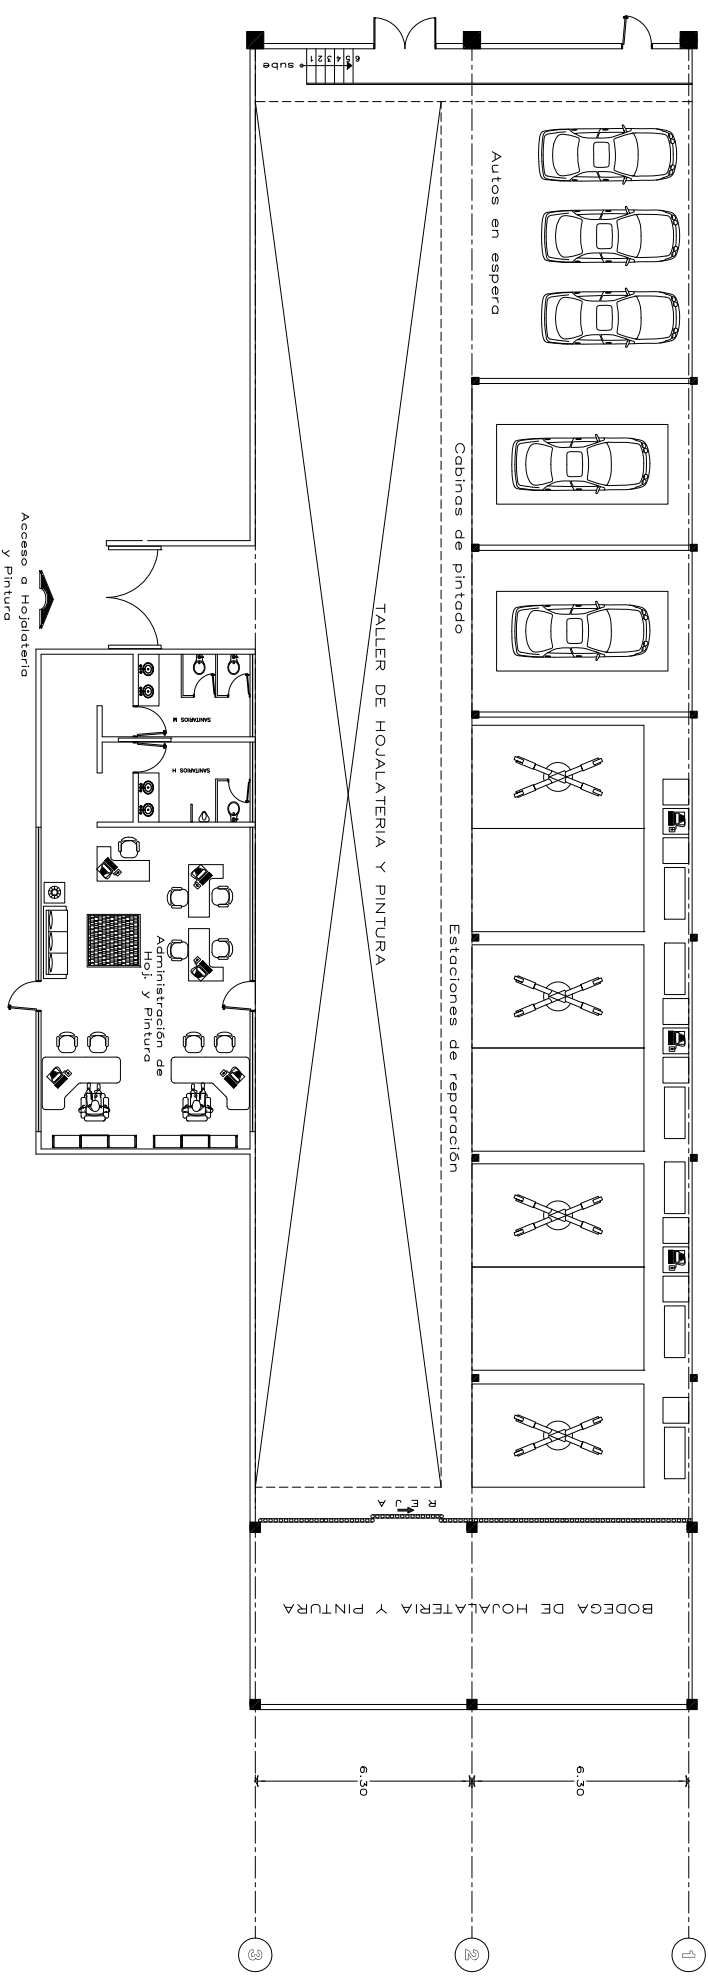 sube
1 2 3 4 5 6
Autos en espera
Cabinas de pintado
TALLER DE HOJALATERIA Y PINTURA
Acceso a Hojalateria
y Pintura
SANITARIOS M
SANITARIOS H
Administración de
Hoj. y Pintura
Estaciones de reparación
REJA
BODEGA DE HOJALATERIA Y PINTURA
6.30
6.30
3
2
1